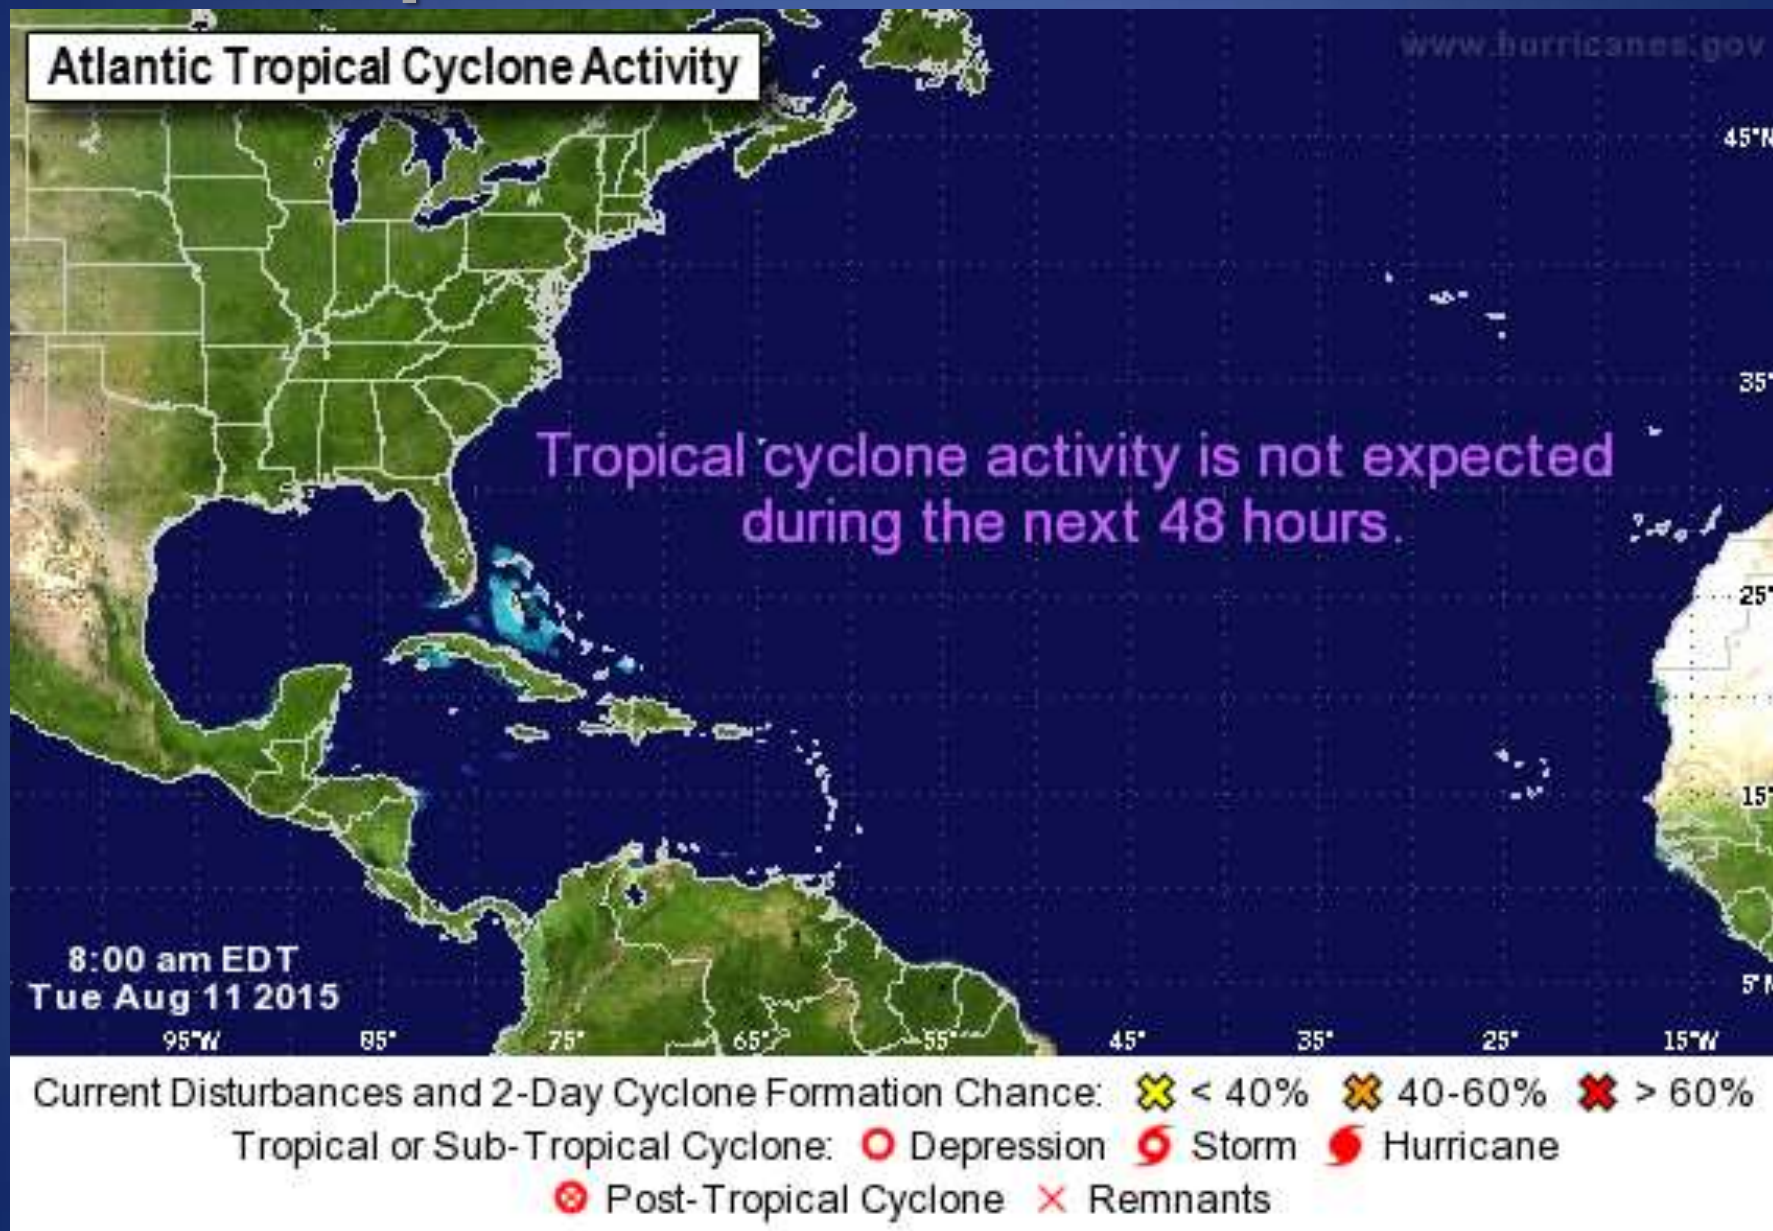 Atlantic Tropical Cyclone Activity
www.hurricanes.gov
45°N
35°
Tropical cyclone activity is not expected
during the next 48 hours.
25°
15°
8:00 am EDT
Tue Aug 11 2015
5°N
95°W 85° 75° 65° 55° 45° 35° 25° 15°W
Current Disturbances and 2-Day Cyclone Formation Chance: < 40% 40-60% > 60%
Tropical or Sub-Tropical Cyclone: Depression Storm Hurricane
Post-Tropical Cyclone Remnants